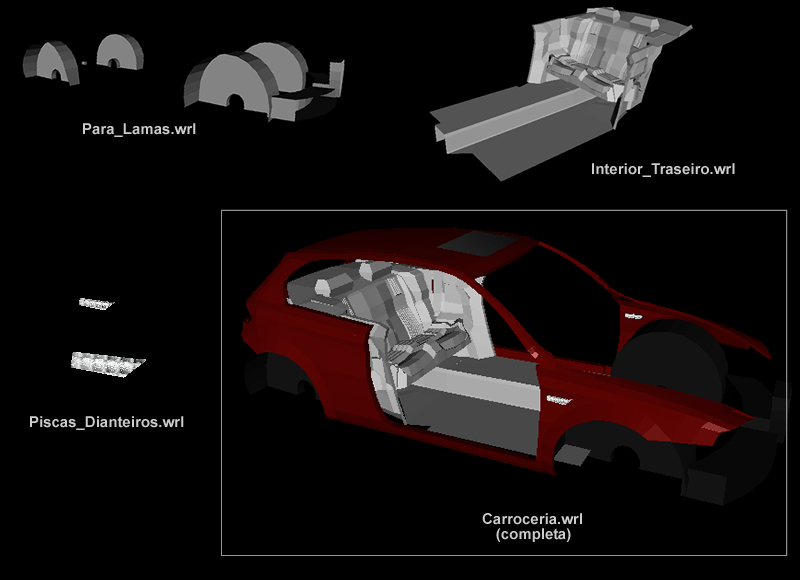 Para_Lamas.wrl
Interior_Traseiro.wrl
Piscas_Dianteiros.wrl
Carroceria.wrl
(completa)